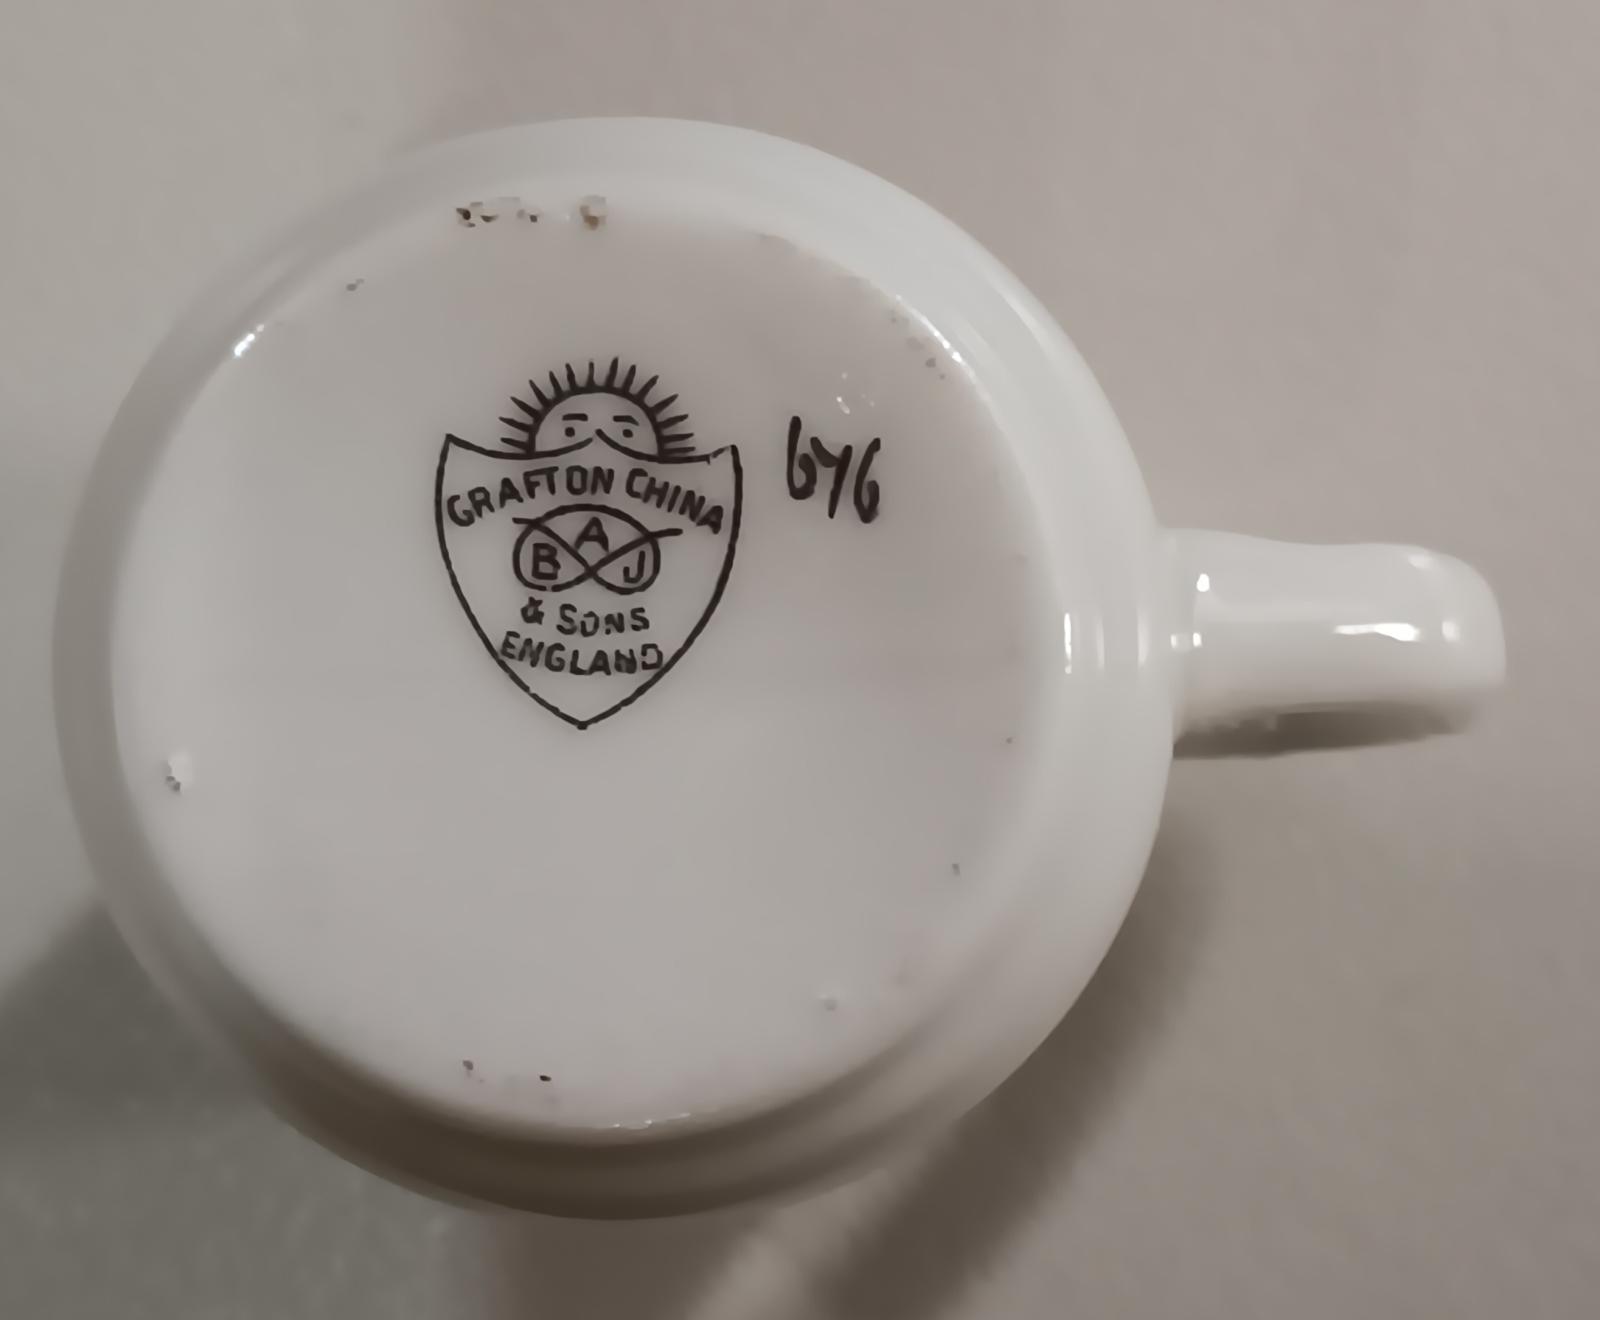 GRAFTON CHINA
A
B J
& SONS
ENGLAND
676